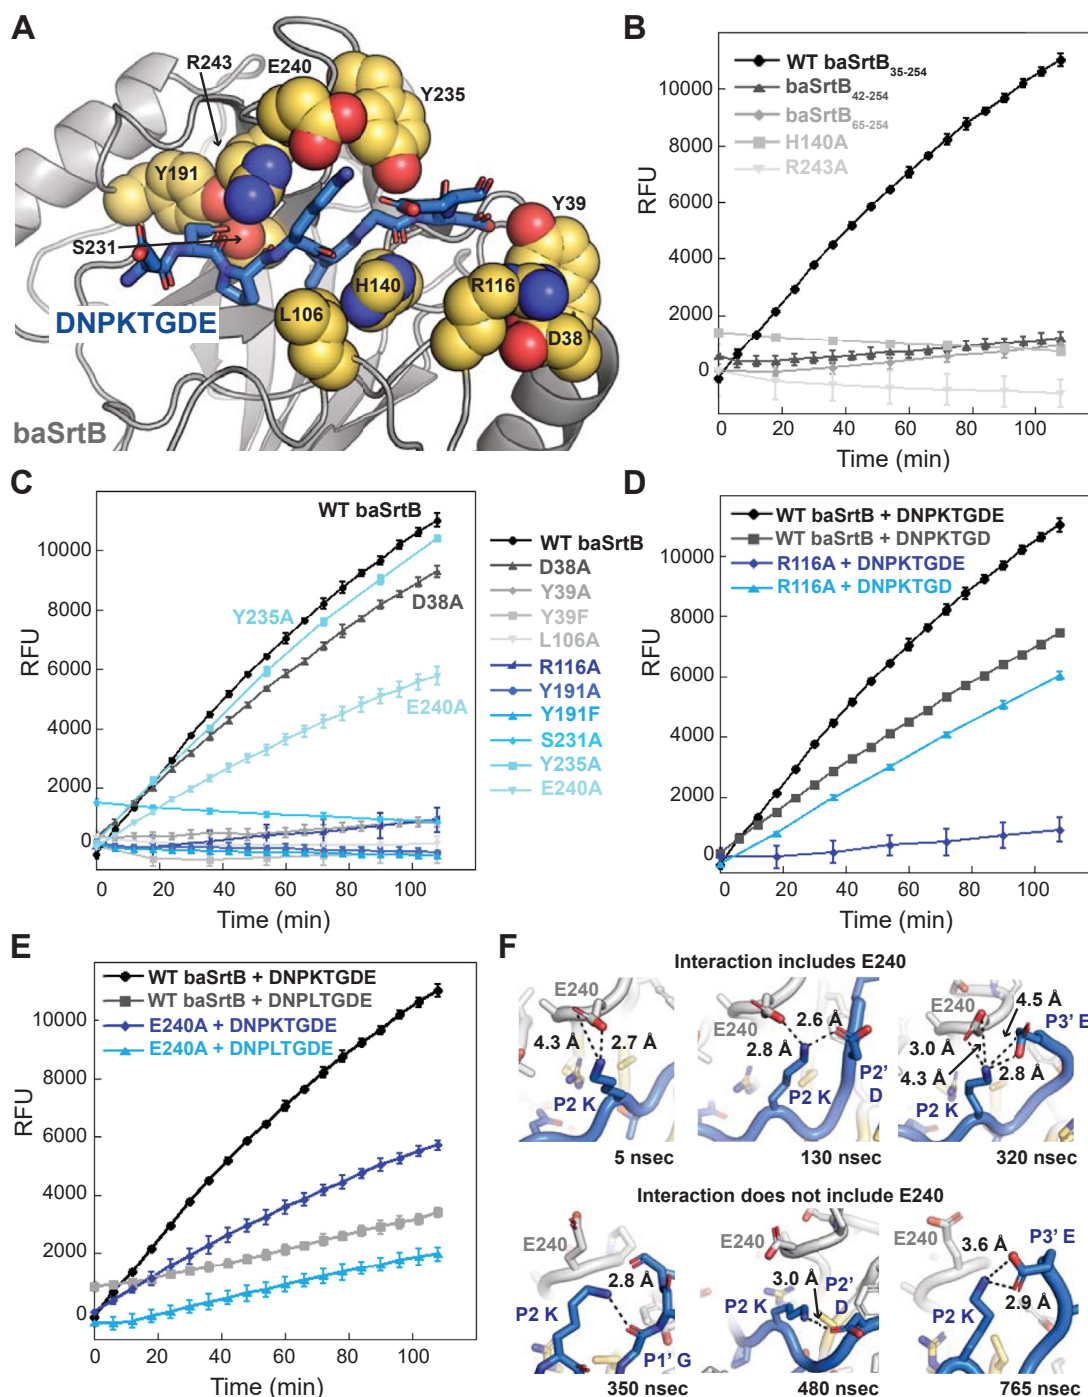 A
R243
E240
Y235
Y191
Y39
S231
H140
R116
L106
D38
DNPKTGDE
baSrtB
B
10000
8000
6000
4000
2000
0
RFU
WT baSrtB35-254
baSrtB42-254
baSrtB65-254
H140A
R243A
0 20 40 60 80 100
Time (min)
C
10000
8000
6000
4000
2000
0
RFU
WT baSrtB
Y235A
D38A
E240A
0 20 40 60 80 100
Time (min)
WT baSrtB
D38A
Y39A
Y39F
L106A
R116A
Y191A
Y191F
S231A
Y235A
E240A
D
10000
8000
6000
4000
2000
0
RFU
WT baSrtB + DNPKTGDE
WT baSrtB + DNPKTGD
R116A + DNPKTGDE
R116A + DNPKTGD
0 20 40 60 80 100
Time (min)
E
10000
8000
6000
4000
2000
0
RFU
WT baSrtB + DNPKTGDE
WT baSrtB + DNPLTGDE
E240A + DNPKTGDE
E240A + DNPLTGDE
0 20 40 60 80 100
Time (min)
F
Interaction includes E240
E240
4.3 Å
2.7 Å
P2 K
5 nsec
E240
2.6 Å
2.8 Å
P2 K
P2'
D
130 nsec
E240
4.5 Å
P3' E
3.0 Å
4.3 Å
2.8 Å
P2 K
320 nsec
Interaction does not include E240
E240
2.8 Å
P2 K
P1' G
350 nsec
E240
3.0 Å
P2'
D
P2 K
480 nsec
E240
3.6 Å
P3' E
2.9 Å
P2 K
765 nsec